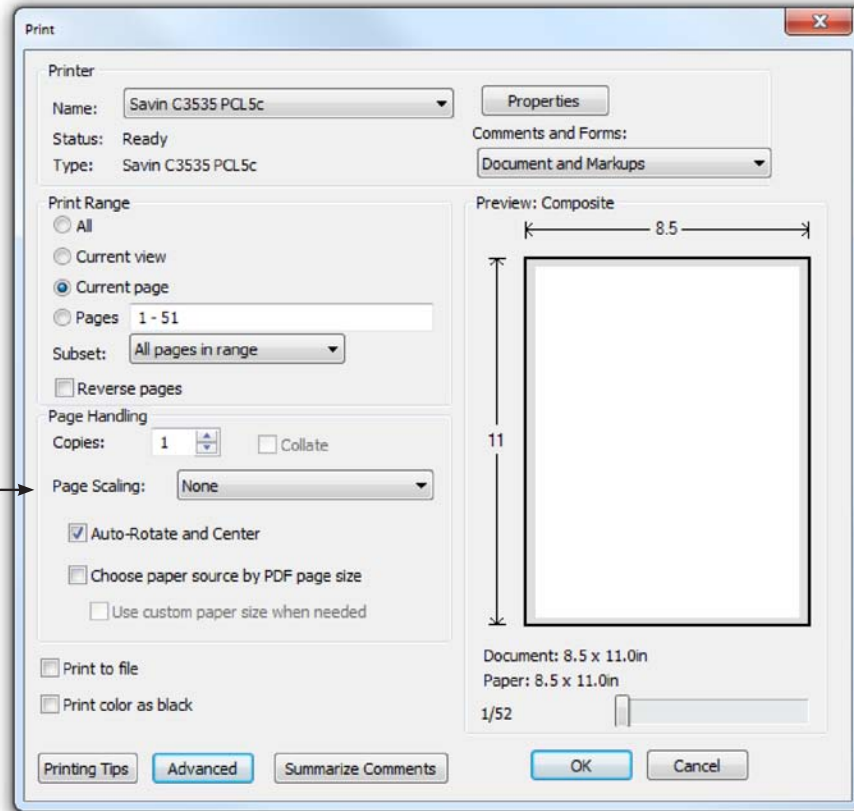 Print
Printer
Name: Savin C3535 PCL5c
Properties
Status: Ready
Comments and Forms:
Type: Savin C3535 PCL5c
Document and Markups
Print Range
All
Current view
Current page
Pages 1 - 51
Subset: All pages in range
Reverse pages
Page Handling
Copies: 1 Collate
Page Scaling: None
Auto-Rotate and Center
Choose paper source by PDF page size
Use custom paper size when needed
Print to file
Print color as black
Preview: Composite
8.5
11
Document: 8.5 x 11.0in
Paper: 8.5 x 11.0in
1/52
Printing Tips Advanced Summarize Comments OK Cancel